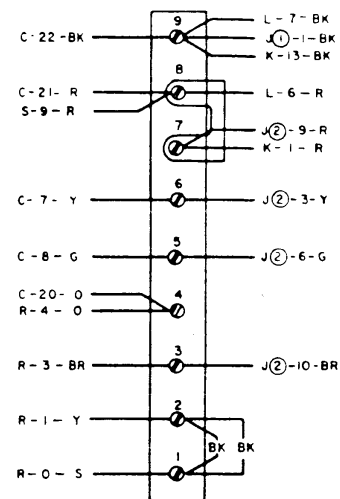 9
L-7-BK
C-22-BK
J①-1-BK
K-13-BK
8
C-21-R
L-6-R
S-9-R
7
J②-9-R
K-1-R
6
C-7-Y
J②-3-Y
5
C-8-G
J②-6-G
C-20-O
4
R-4-O
3
R-3-BR
J②-10-BR
2
R-1-Y
BK BK
1
R-0-S